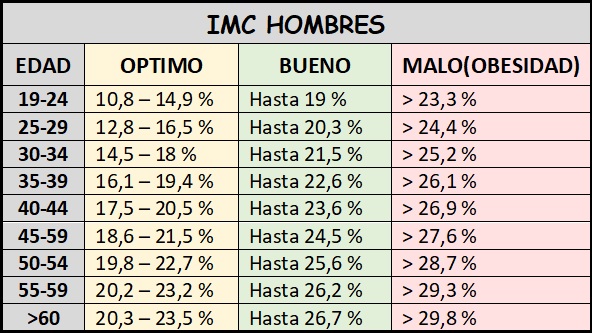 IMC HOMBRES
EDAD OPTIMO BUENO MALO(OBESIDAD)
19-24 10,8 – 14,9 % Hasta 19 % > 23,3 %
25-29 12,8 – 16,5 % Hasta 20,3 % > 24,4 %
30-34 14,5 – 18 % Hasta 21,5 % > 25,2 %
35-39 16,1 – 19,4 % Hasta 22,6 % > 26,1 %
40-44 17,5 – 20,5 % Hasta 23,6 % > 26,9 %
45-59 18,6 – 21,5 % Hasta 24,5 % > 27,6 %
50-54 19,8 – 22,7 % Hasta 25,6 % > 28,7 %
55-59 20,2 – 23,2 % Hasta 26,2 % > 29,3 %
>60 20,3 – 23,5 % Hasta 26,7 % > 29,8 %